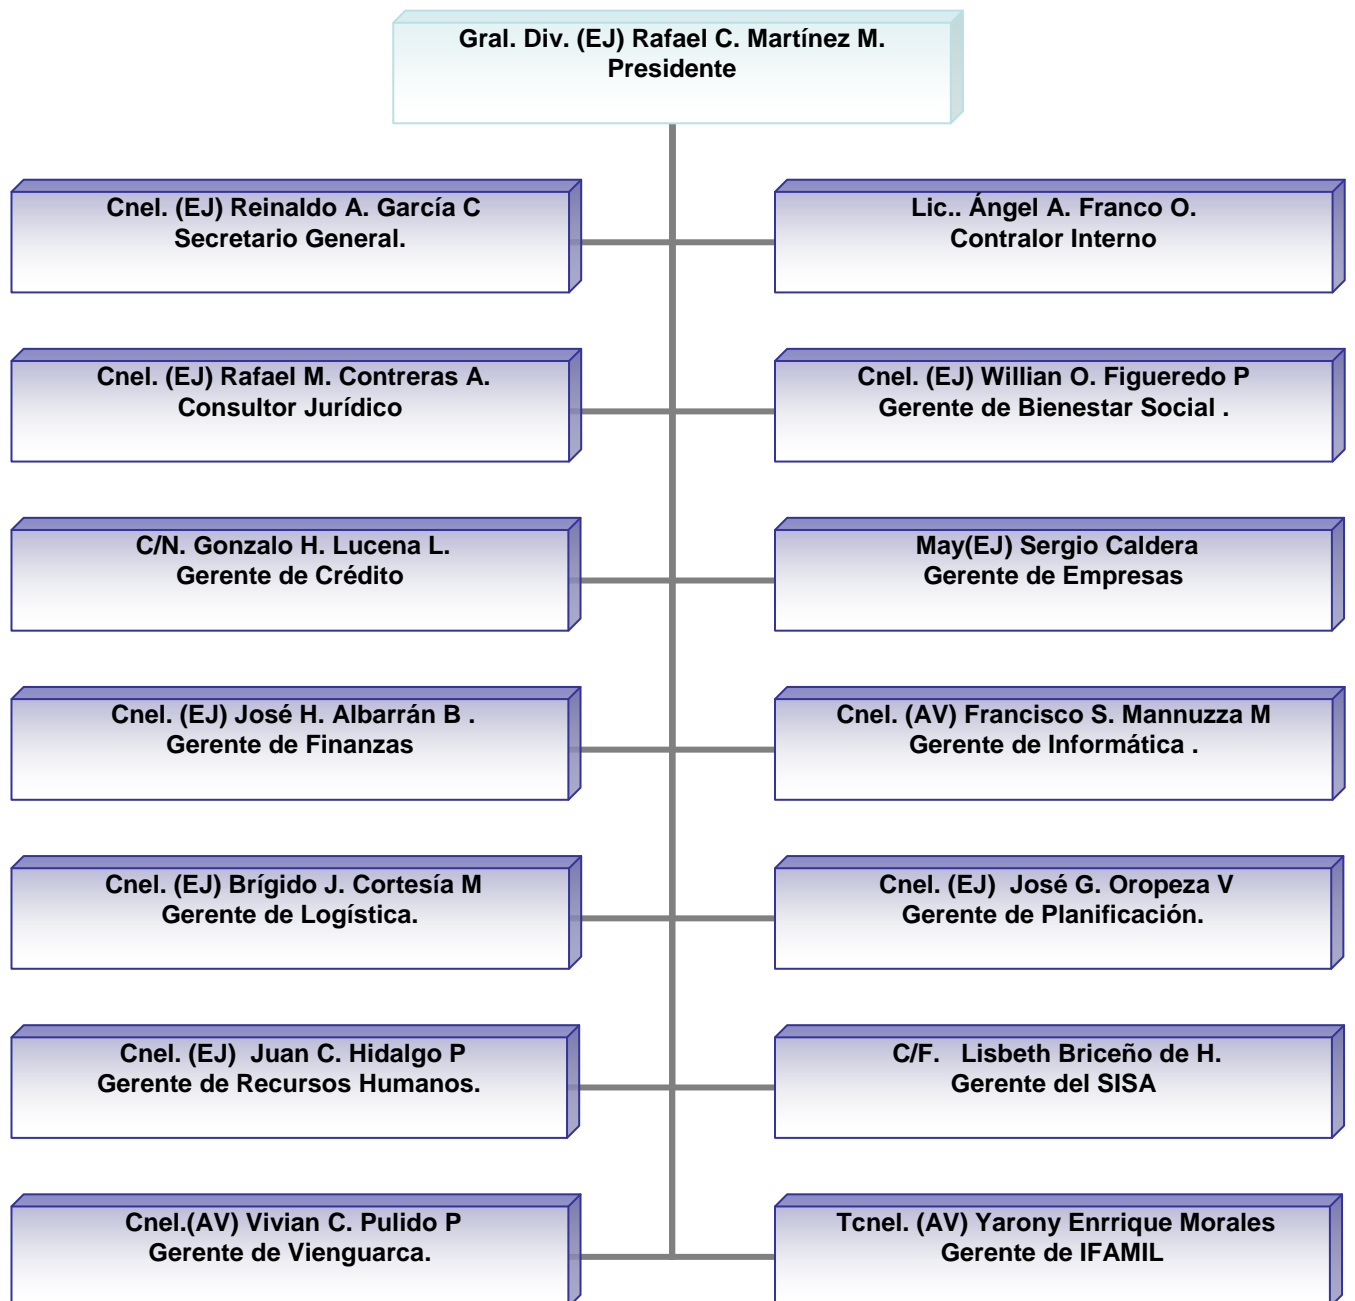 Gral. Div. (EJ) Rafael C. Martínez M.
Presidente
Cnel. (EJ) Reinaldo A. García C
Secretario General.
Lic.. Ángel A. Franco O.
Contralor Interno
Cnel. (EJ) Rafael M. Contreras A.
Consultor Jurídico
Cnel. (EJ) Willian O. Figueredo P
Gerente de Bienestar Social .
C/N. Gonzalo H. Lucena L.
Gerente de Crédito
May(EJ) Sergio Caldera
Gerente de Empresas
Cnel. (EJ) José H. Albarrán B .
Gerente de Finanzas
Cnel. (AV) Francisco S. Mannuzza M
Gerente de Informática .
Cnel. (EJ) Brígido J. Cortesía M
Gerente de Logística.
Cnel. (EJ)  José G. Oropeza V
Gerente de Planificación.
Cnel. (EJ)  Juan C. Hidalgo P
Gerente de Recursos Humanos.
C/F.   Lisbeth Briceño de H.
Gerente del SISA
Cnel.(AV) Vivian C. Pulido P
Gerente de Vienguarca.
Tcnel. (AV) Yarony Enrrique Morales
Gerente de IFAMIL